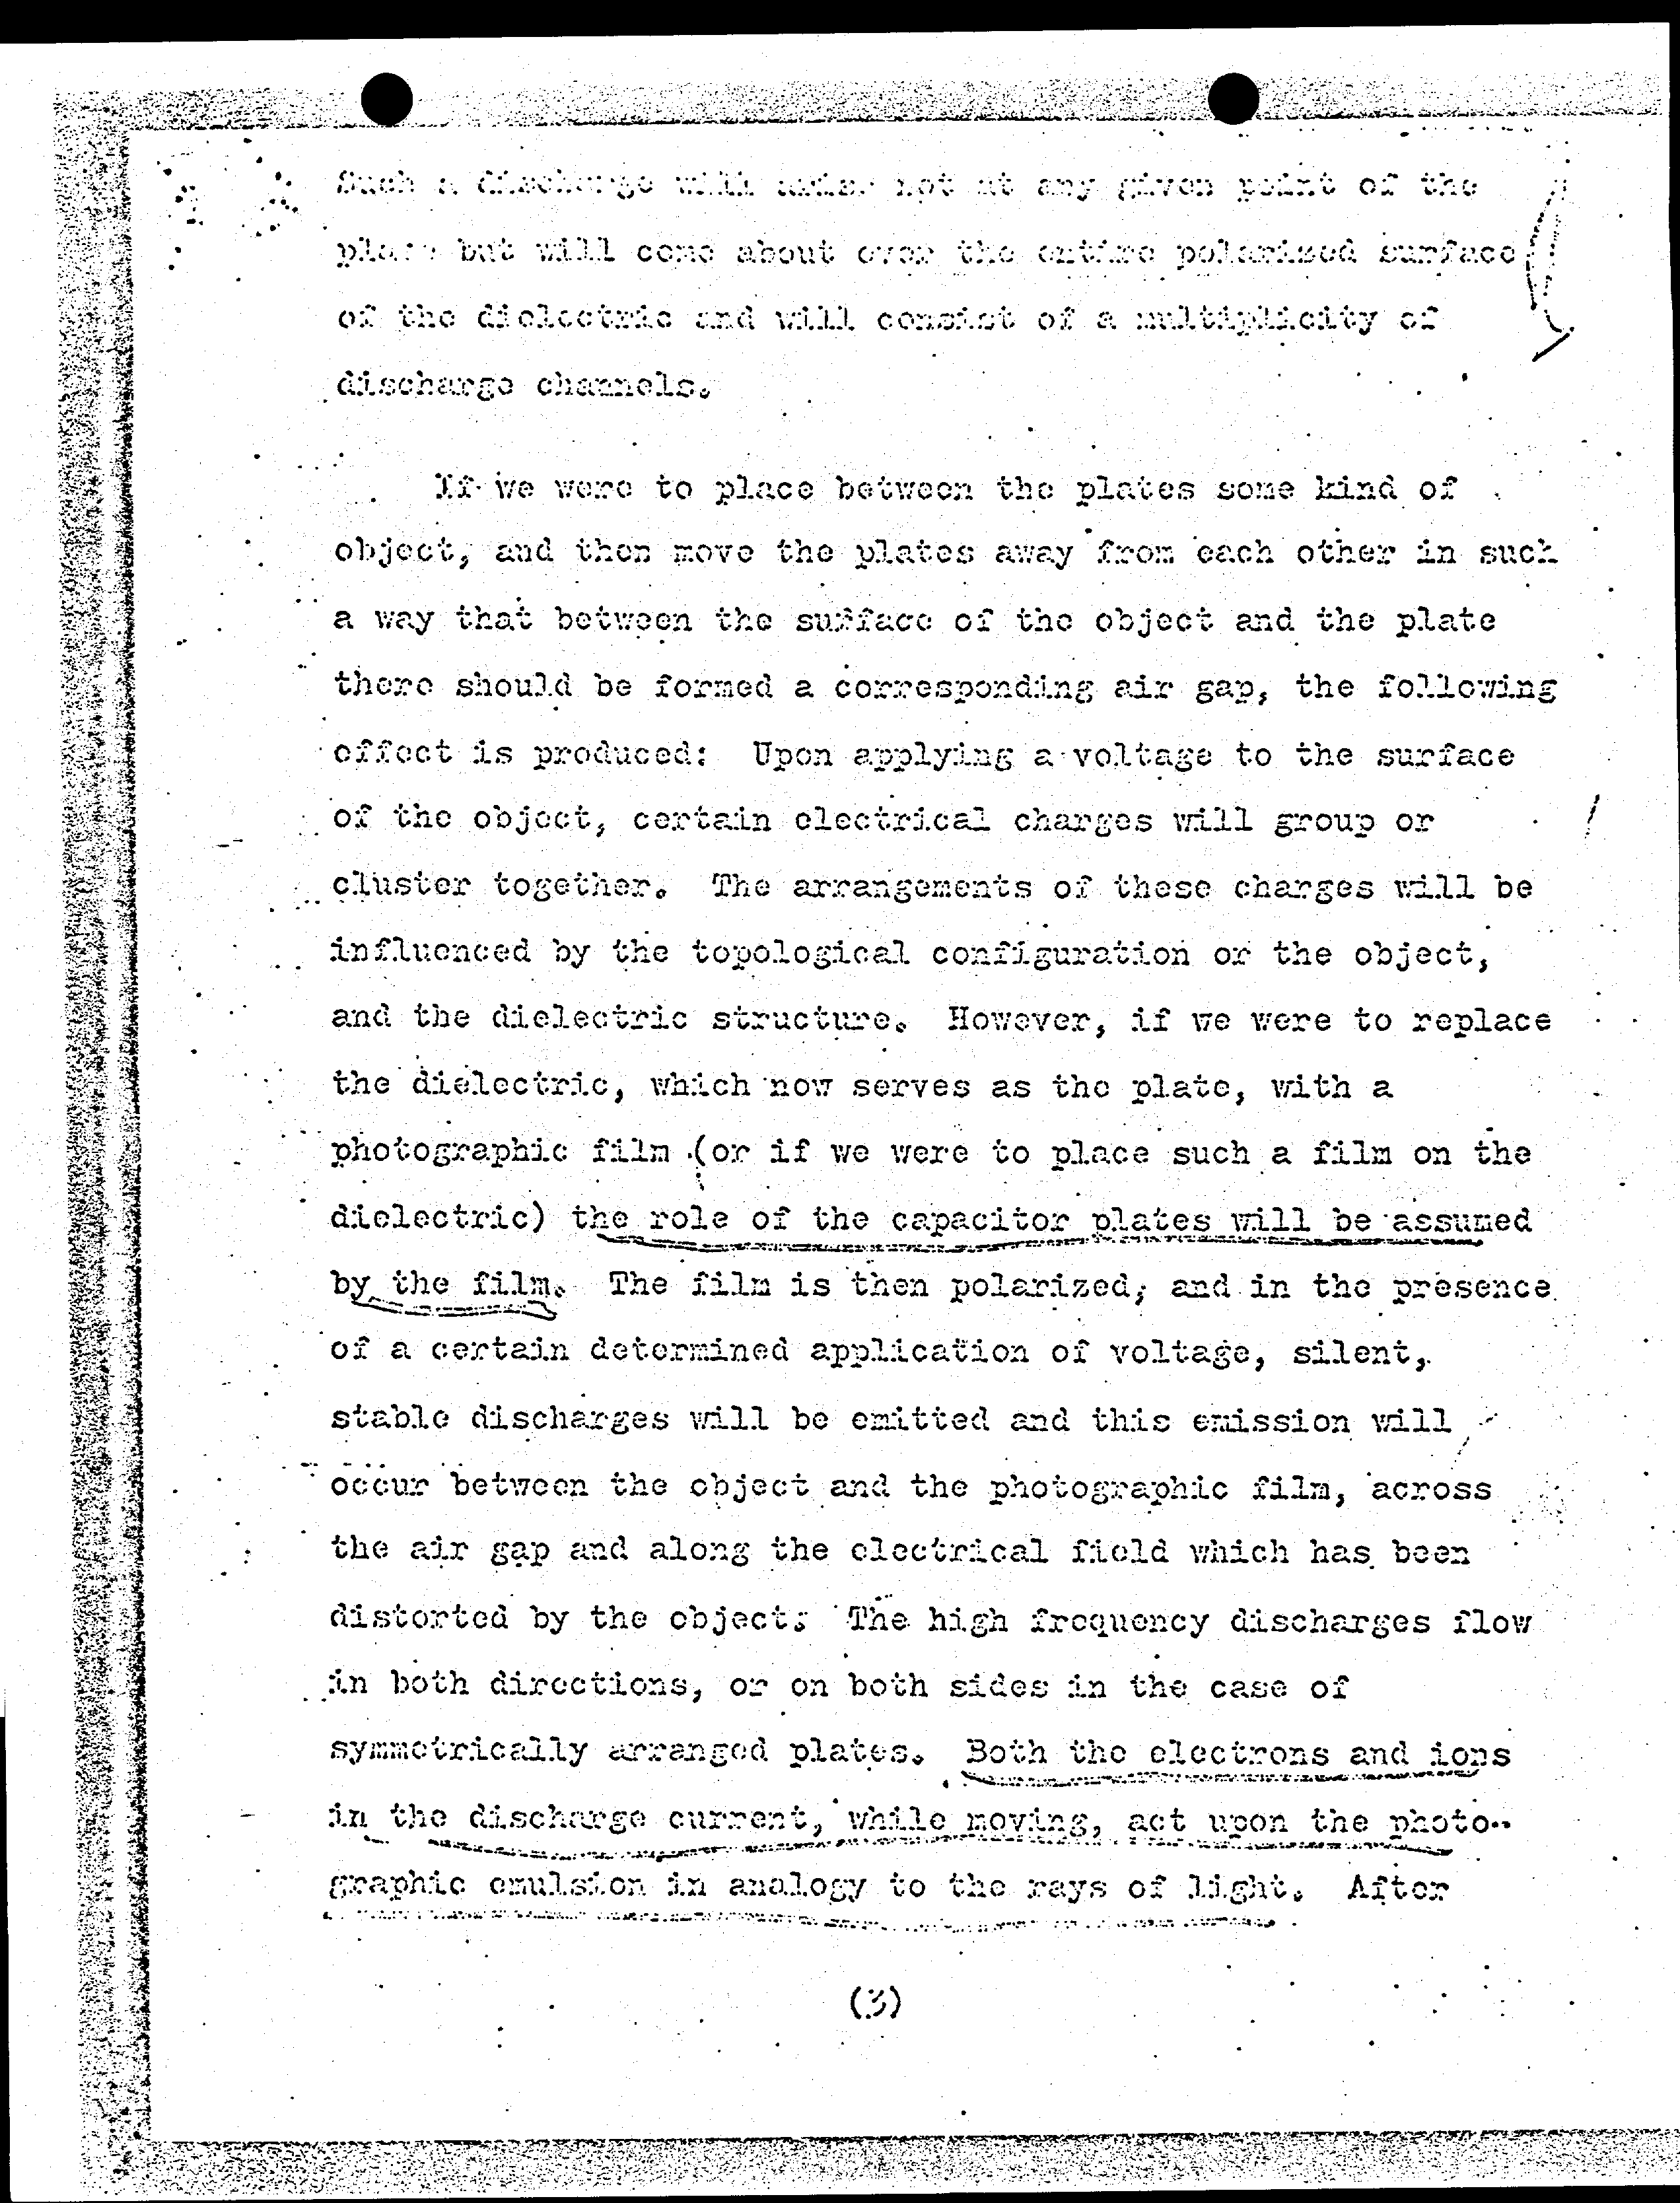 Such a discharge will not at any given point of the
plate but will come about over the entire polarized surface
of the dielectric and will consist of a multiplicity of
discharge channels.
If we were to place between the plates some kind of
object, and then move the plates away from each other in such
a way that between the surface of the object and the plate
there should be formed a corresponding air gap, the following
effect is produced: Upon applying a voltage to the surface
of the object, certain electrical charges will group or
cluster together. The arrangements of these charges will be
influenced by the topological configuration or the object,
and the dielectric structure. However, if we were to replace
the dielectric, which now serves as the plate, with a
photographic film (or if we were to place such a film on the
dielectric) the role of the capacitor plates will be assumed
by the film. The film is then polarized, and in the presence
of a certain determined application of voltage, silent,
stable discharges will be emitted and this emission will
occur between the object and the photographic film, across
the air gap and along the electrical field which has been
distorted by the object: The high frequency discharges flow
in both directions, or on both sides in the case of
symmetrically arranged plates. Both the electrons and ions
in the discharge current, while moving, act upon the photo-
graphic emulsion in analogy to the rays of light. After
(3)